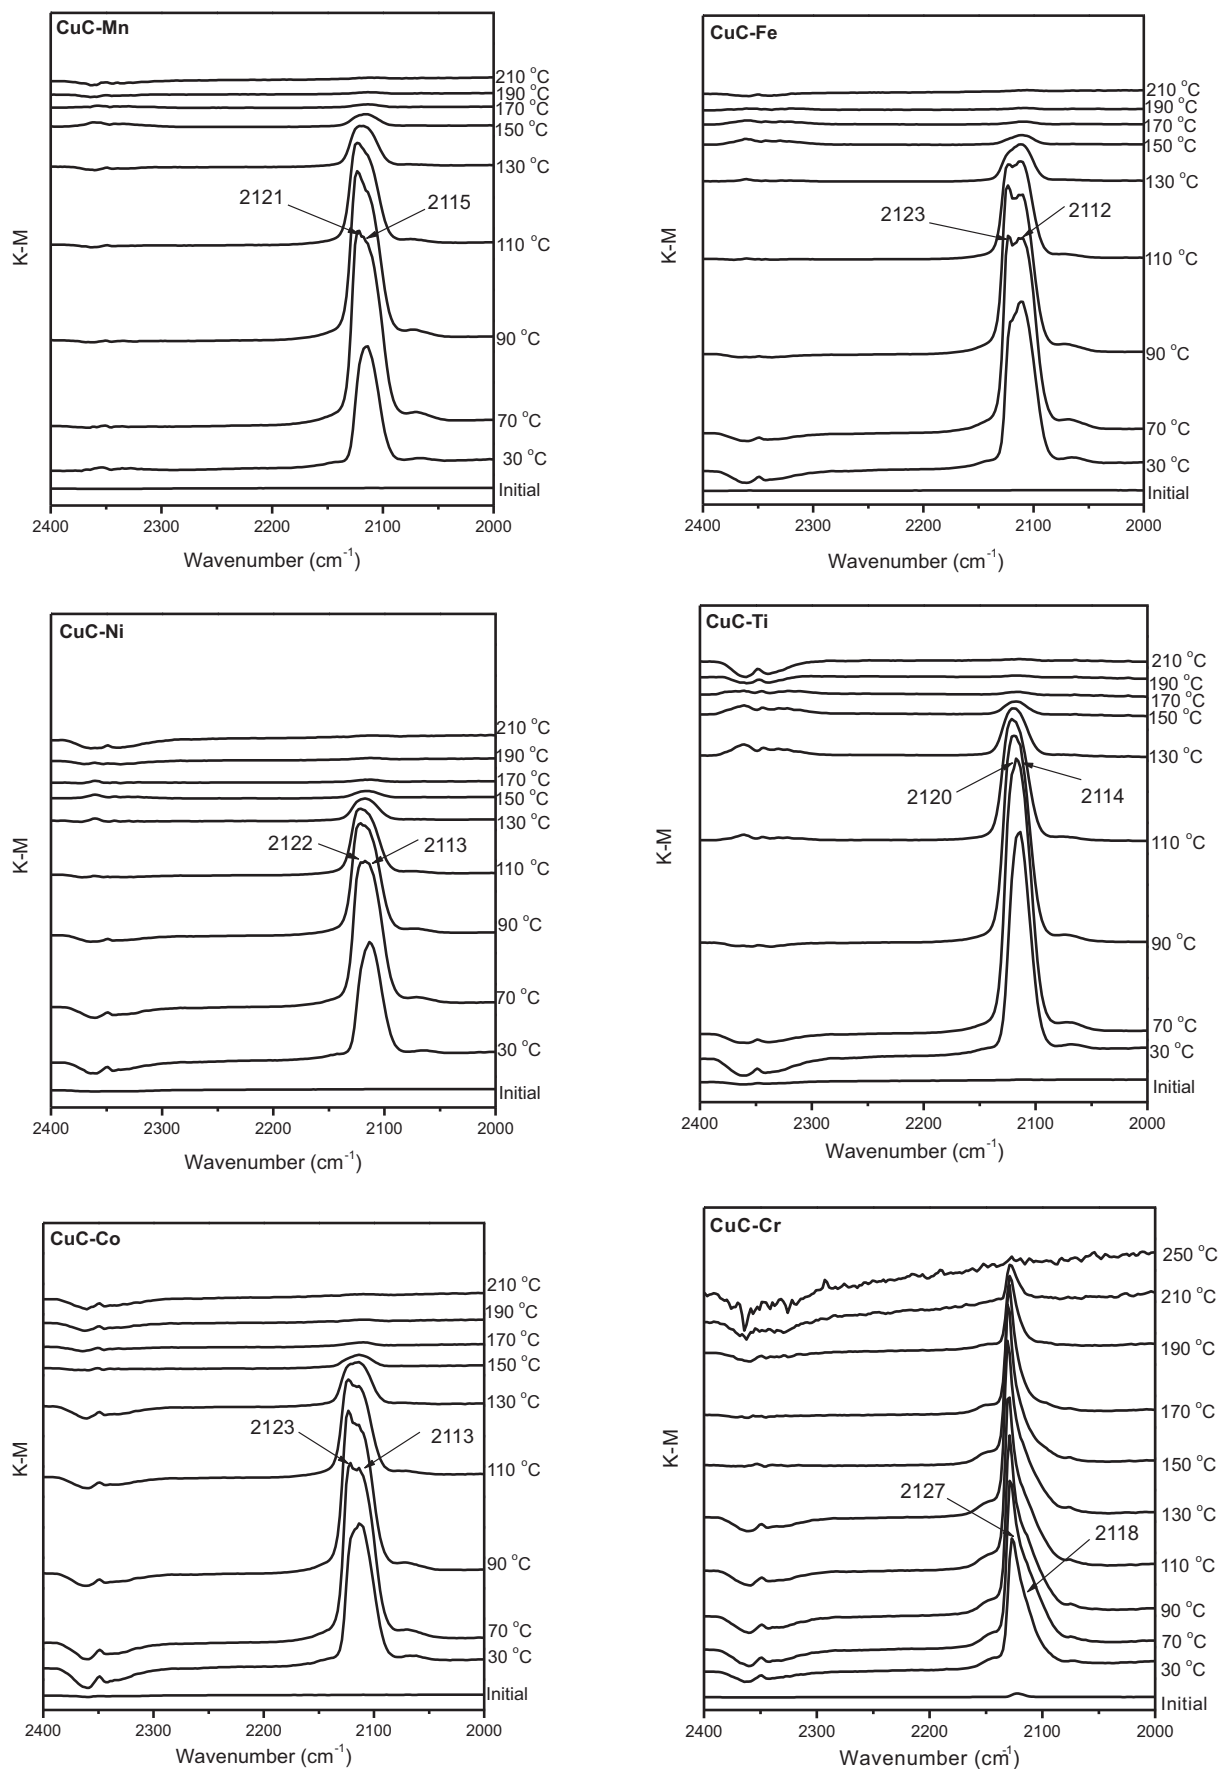 CuC-Mn
210 °C
190 °C
170 °C
150 °C
130 °C
2121
2115
110 °C
90 °C
70 °C
30 °C
Initial
K-M
2400 2300 2200 2100 2000
Wavenumber (cm-1)
CuC-Fe
210 °C
190 °C
170 °C
150 °C
130 °C
2123
2112
110 °C
90 °C
70 °C
30 °C
Initial
K-M
2400 2300 2200 2100 2000
Wavenumber (cm-1)
CuC-Ni
210 °C
190 °C
170 °C
150 °C
130 °C
2122
2113
110 °C
90 °C
70 °C
30 °C
Initial
2400 2300 2200 2100 2000
Wavenumber (cm-1)
CuC-Ti
210 °C
190 °C
170 °C
150 °C
130 °C
2120
2114
110 °C
90 °C
70 °C
30 °C
Initial
K-M
2400 2300 2200 2100 2000
Wavenumber (cm-1)
CuC-Co
210 °C
190 °C
170 °C
150 °C
130 °C
2123
2113
110 °C
90 °C
70 °C
30 °C
Initial
K-M
2400 2300 2200 2100 2000
Wavenumber (cm-1)
CuC-Cr
250 °C
210 °C
190 °C
170 °C
150 °C
2127
130 °C
2118
110 °C
90 °C
70 °C
30 °C
Initial
K-M
2400 2300 2200 2100 2000
Wavenumber (cm-1)